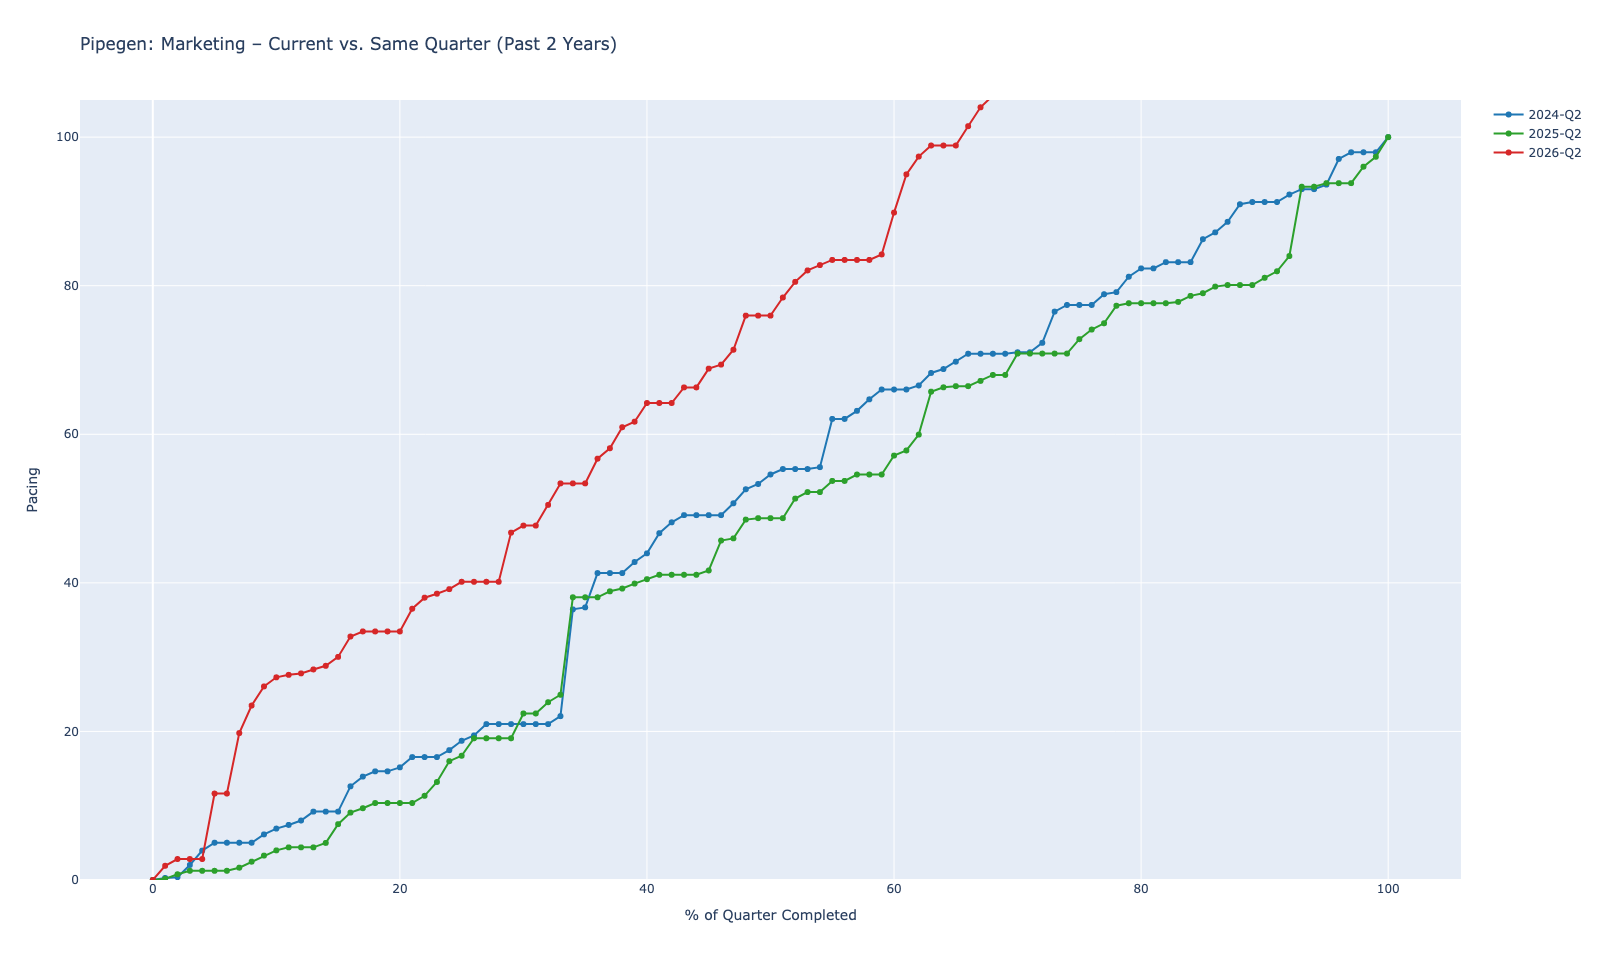 Pipegen: Marketing – Current vs. Same Quarter (Past 2 Years)
2024-Q2
2025-Q2
2026-Q2
100
80
60
40
20
0
Pacing
0 20 40 60 80 100
% of Quarter Completed